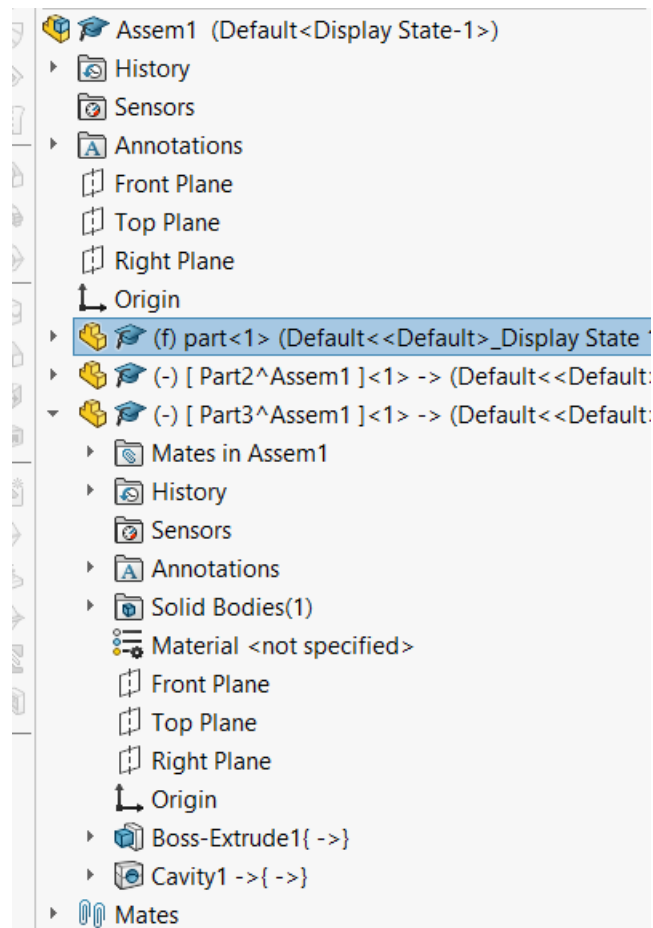 Assem1 (Default<Display State-1>)
History
Sensors
A Annotations
Front Plane
Top Plane
Right Plane
Origin
(f) part<1> (Default<<Default>_Display State 1
(-) [ Part2^Assem1 ]<1> -> (Default<<Default>
(-) [ Part3^Assem1 ]<1> -> (Default<<Default>
Mates in Assem1
History
Sensors
A Annotations
Solid Bodies(1)
Material <not specified>
Front Plane
Top Plane
Right Plane
Origin
Boss-Extrude1{ ->}
Cavity1 ->{ ->}
Mates